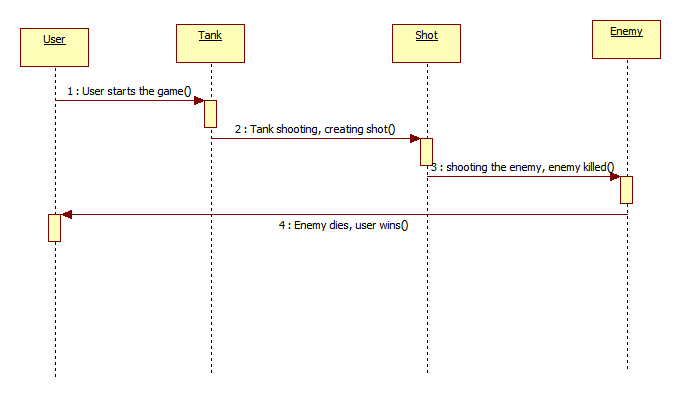 User
Tank
Shot
Enemy
1 : User starts the game()
2 : Tank shooting, creating shot()
3 : shooting the enemy, enemy killed()
4 : Enemy dies, user wins()